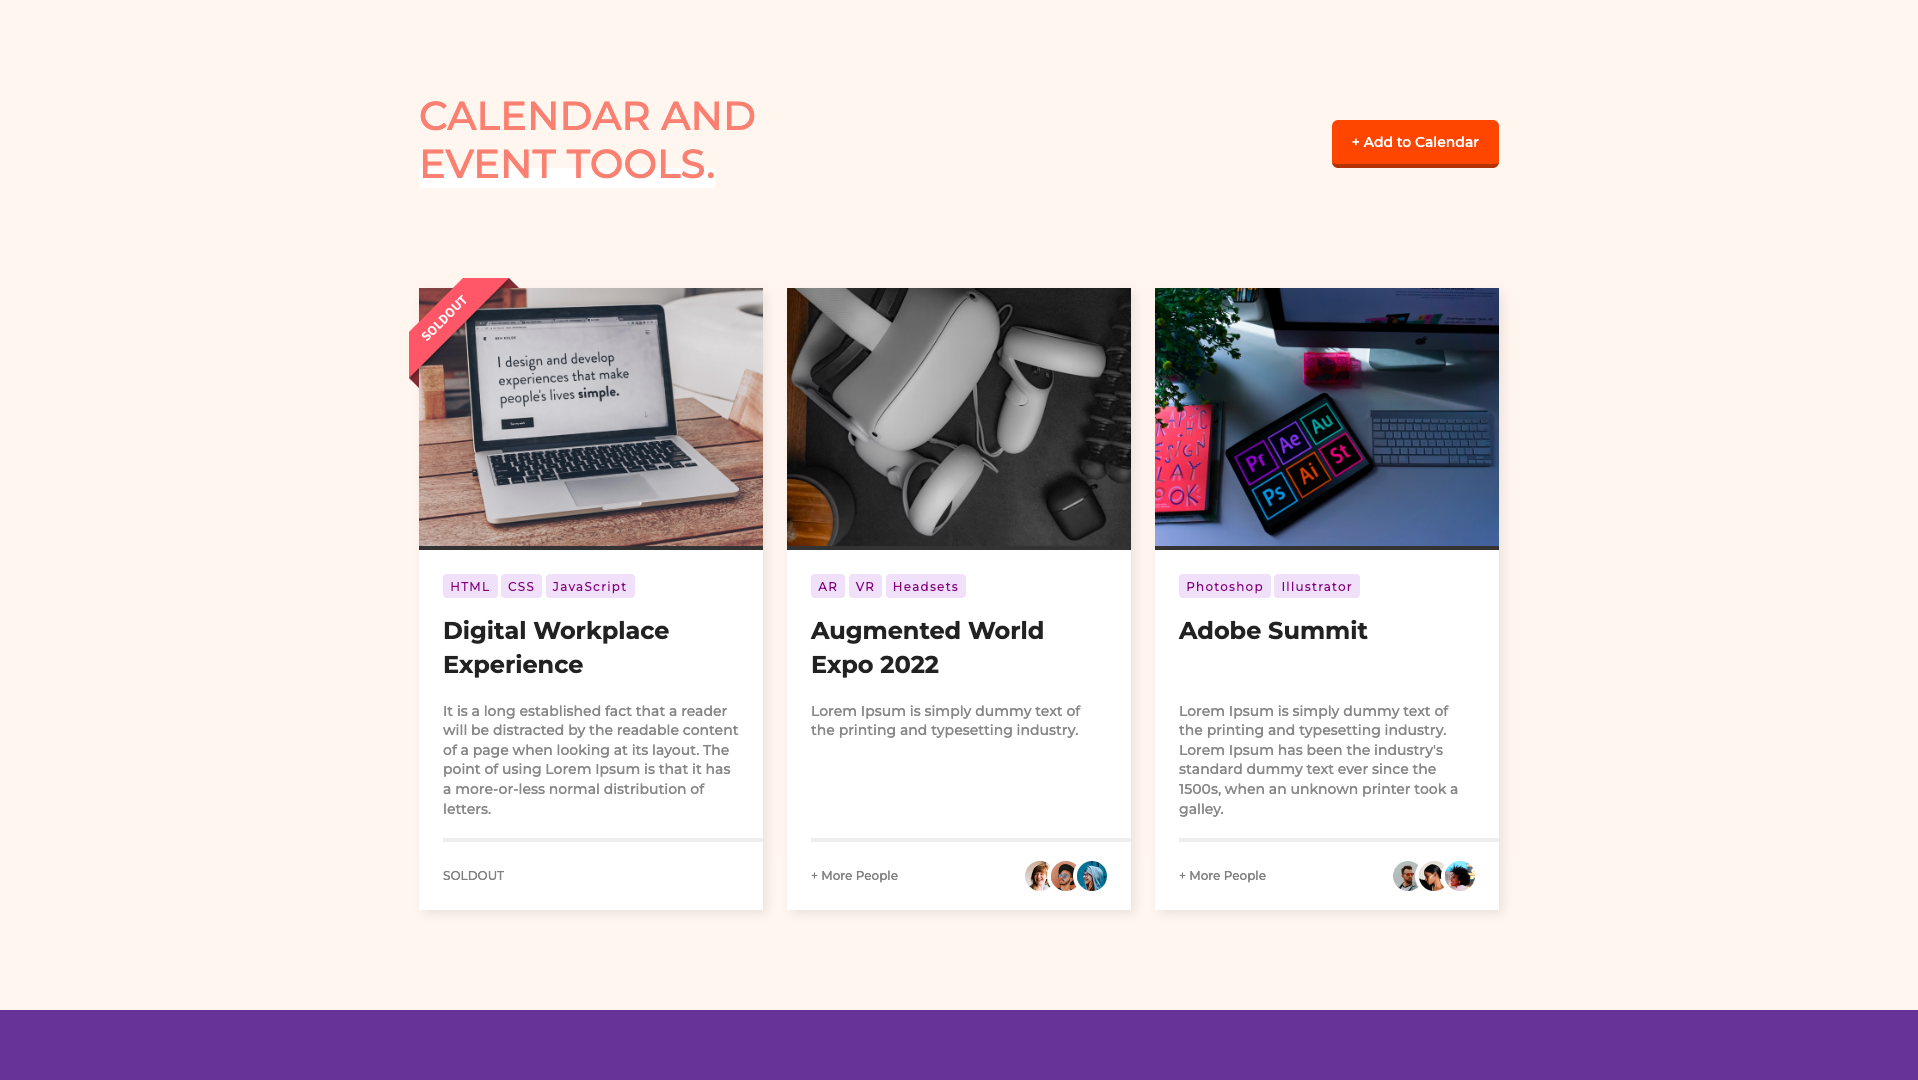 CALENDAR AND
EVENT TOOLS.
+ Add to Calendar
SOLDOUT
I design and develop
experiences that make
people's lives simple.
Pr Ae Au
Ps Ai St
HTML CSS JavaScript
Digital Workplace
Experience
It is a long established fact that a reader
will be distracted by the readable content
of a page when looking at its layout. The
point of using Lorem Ipsum is that it has
a more-or-less normal distribution of
letters.
SOLDOUT
AR VR Headsets
Augmented World
Expo 2022
Lorem Ipsum is simply dummy text of
the printing and typesetting industry.
+ More People
Photoshop Illustrator
Adobe Summit
Lorem Ipsum is simply dummy text of
the printing and typesetting industry.
Lorem Ipsum has been the industry's
standard dummy text ever since the
1500s, when an unknown printer took a
galley.
+ More People